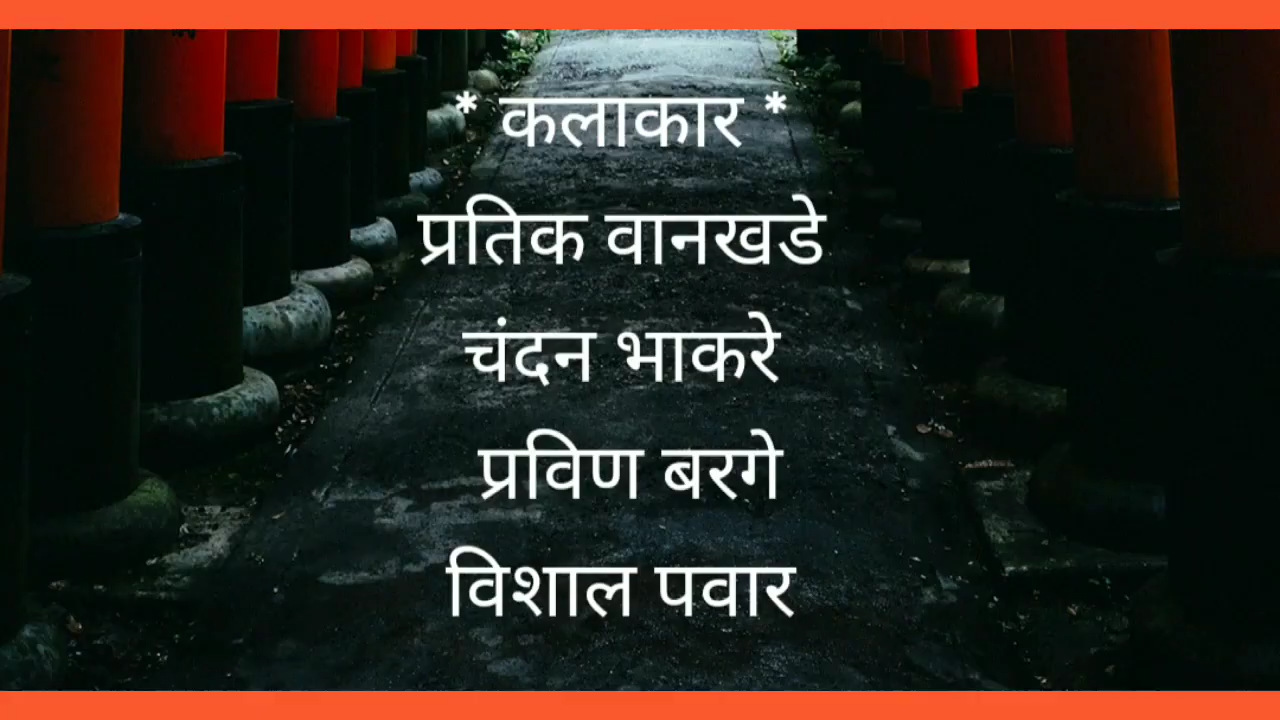 * कलाकार *
प्रतिक वानखडे
चंदन भाकरे
प्रविण बरगे
विशाल पवार